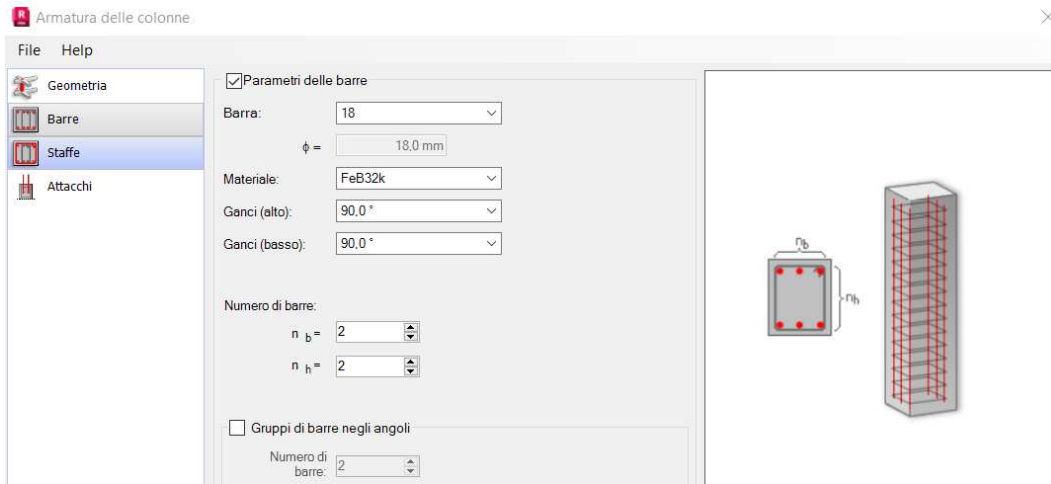 Armatura delle colonne
File Help
Geometria
Barre
Staffe
Attacchi
Parametri delle barre
Barra: 18
ϕ = 18,0 mm
Materiale: FeB32k
Ganci (alto): 90,0 °
Ganci (basso): 90,0 °
Numero di barre:
n b = 2
n h = 2
Gruppi di barre negli angoli
Numero di
barre: 2
nb
nh